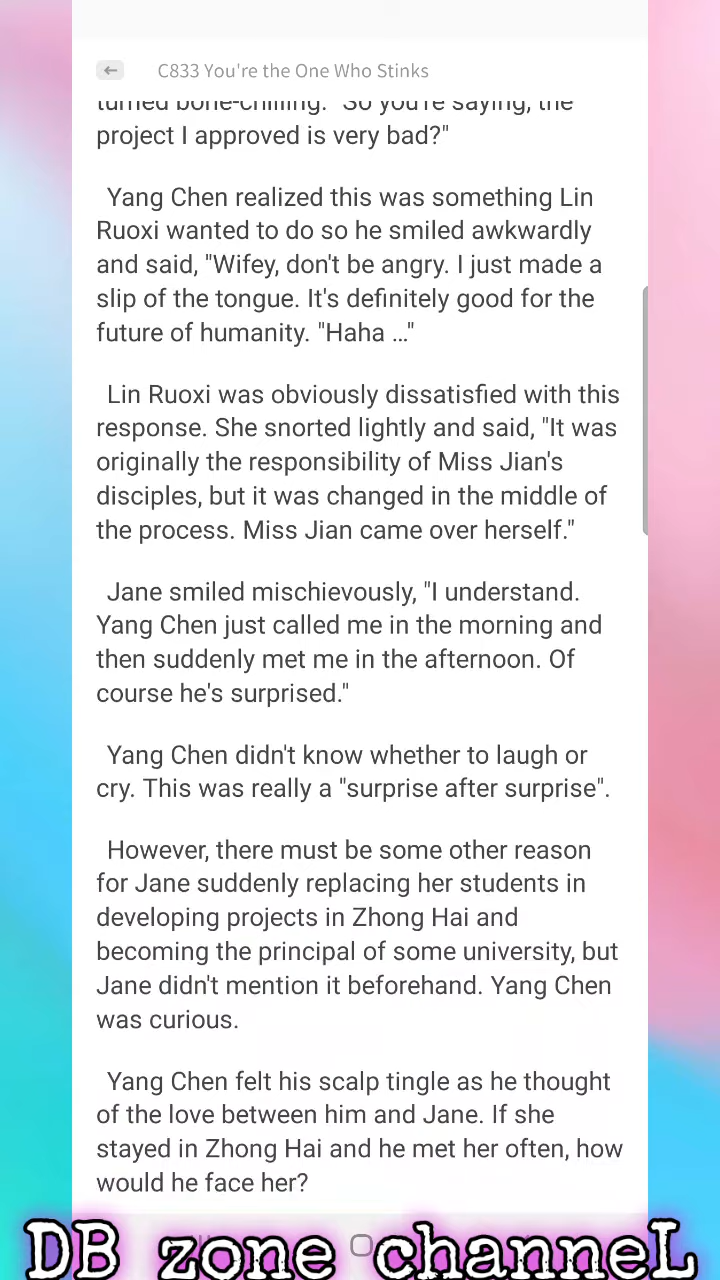 C833 You're the One Who Stinks
turned bone-chilling. "So you're saying, the
project I approved is very bad?"
Yang Chen realized this was something Lin
Ruoxi wanted to do so he smiled awkwardly
and said, "Wifey, don't be angry. I just made a
slip of the tongue. It's definitely good for the
future of humanity. "Haha ..."
Lin Ruoxi was obviously dissatisfied with this
response. She snorted lightly and said, "It was
originally the responsibility of Miss Jian's
disciples, but it was changed in the middle of
the process. Miss Jian came over herself."
Jane smiled mischievously, "I understand.
Yang Chen just called me in the morning and
then suddenly met me in the afternoon. Of
course he's surprised."
Yang Chen didn't know whether to laugh or
cry. This was really a "surprise after surprise".
However, there must be some other reason
for Jane suddenly replacing her students in
developing projects in Zhong Hai and
becoming the principal of some university, but
Jane didn't mention it beforehand. Yang Chen
was curious.
Yang Chen felt his scalp tingle as he thought
of the love between him and Jane. If she
stayed in Zhong Hai and he met her often, how
would he face her?
DB zone channeL